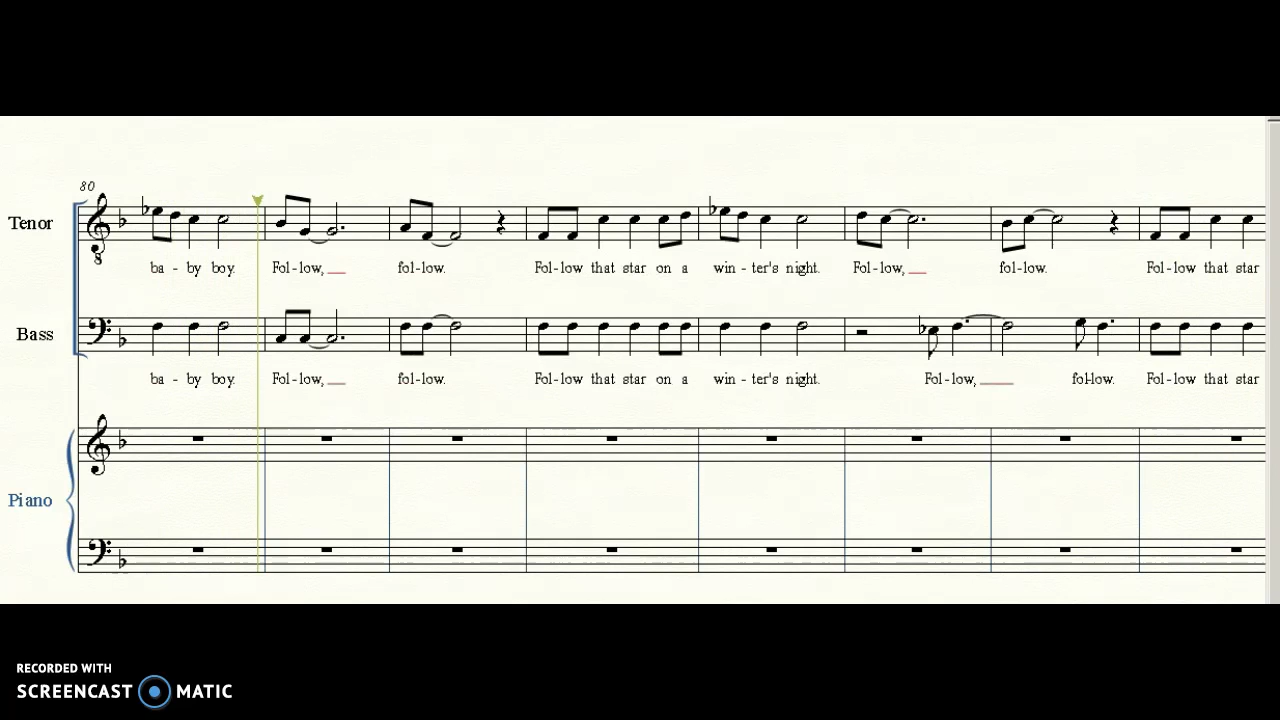 80
Tenor
8
ba - by boy. Fol-low, fol-low. Fol-low that star on a win - ter's night. Fol-low, fol-low. Fol-low that star
Bass
ba - by boy. Fol-low, fol-low. Fol-low that star on a win - ter's night. Fol-low, fol-low. Fol-low that star
Piano
RECORDED WITH
SCREENCAST MATIC